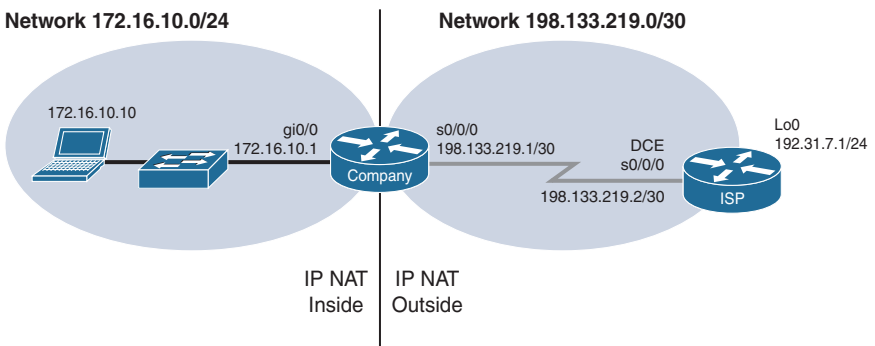 Network 172.16.10.0/24
Network 198.133.219.0/30
172.16.10.10
gi0/0
172.16.10.1
Company
s0/0/0
198.133.219.1/30
DCE
s0/0/0
198.133.219.2/30
ISP
Lo0
192.31.7.1/24
IP NAT
Inside
IP NAT
Outside